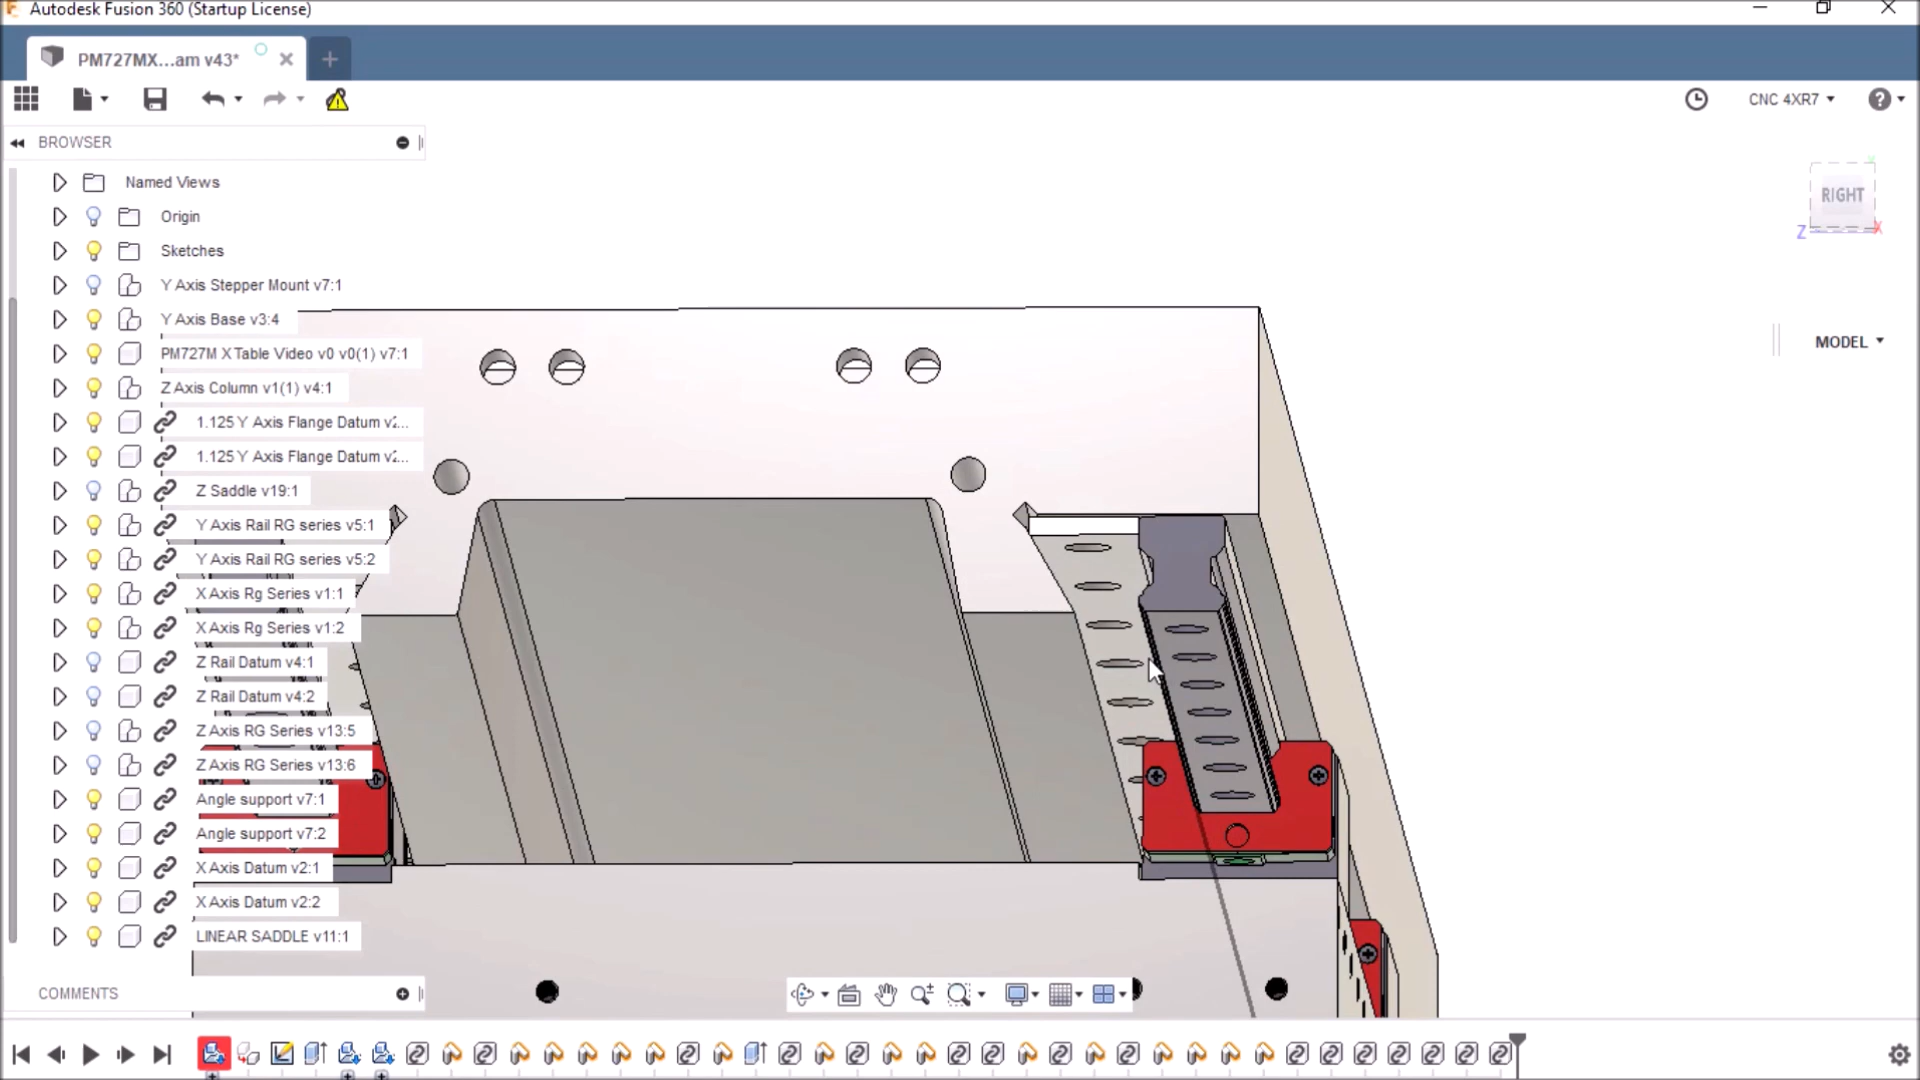 Autodesk Fusion 360 (Startup License)
PM727MX...am v43*
CNC 4XR7
BROWSER
RIGHT
Z
X
MODEL
Named Views
Origin
Sketches
Y Axis Stepper Mount v7:1
Y Axis Base v3:4
PM727M X Table Video v0 v0(1) v7:1
Z Axis Column v1(1) v4:1
1.125 Y Axis Flange Datum v2...
1.125 Y Axis Flange Datum v2...
Z Saddle v19:1
Y Axis Rail RG series v5:1
Y Axis Rail RG series v5:2
X Axis Rg Series v1:1
X Axis Rg Series v1:2
Z Rail Datum v4:1
Z Rail Datum v4:2
Z Axis RG Series v13:5
Z Axis RG Series v13:6
Angle support v7:1
Angle support v7:2
X Axis Datum v2:1
X Axis Datum v2:2
LINEAR SADDLE v11:1
COMMENTS